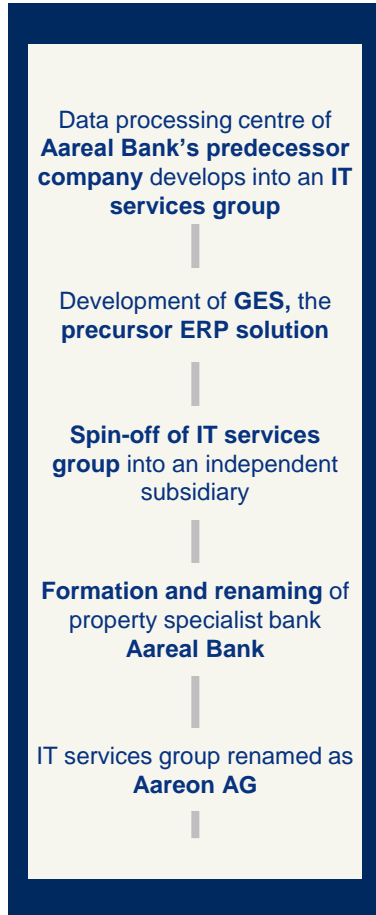 Data processing centre of
Aareal Bank’s predecessor
company develops into an IT
services group
Development of GES, the
precursor ERP solution
Spin-off of IT services
group into an independent
subsidiary
Formation and renaming of
property specialist bank
Aareal Bank
IT services group renamed as
Aareon AG